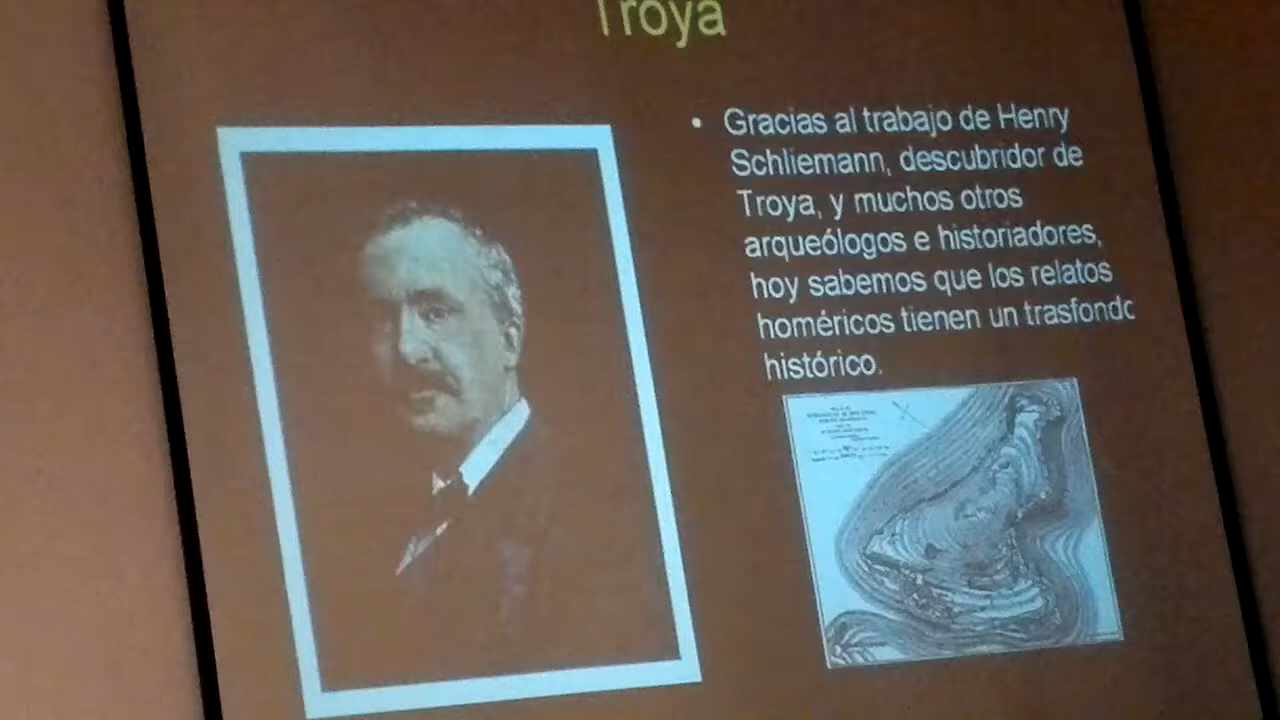 Troya
• Gracias al trabajo de Henry
Schliemann, descubridor de
Troya, y muchos otros
arqueólogos e historiadores,
hoy sabemos que los relatos
homéricos tienen un trasfondo
histórico.